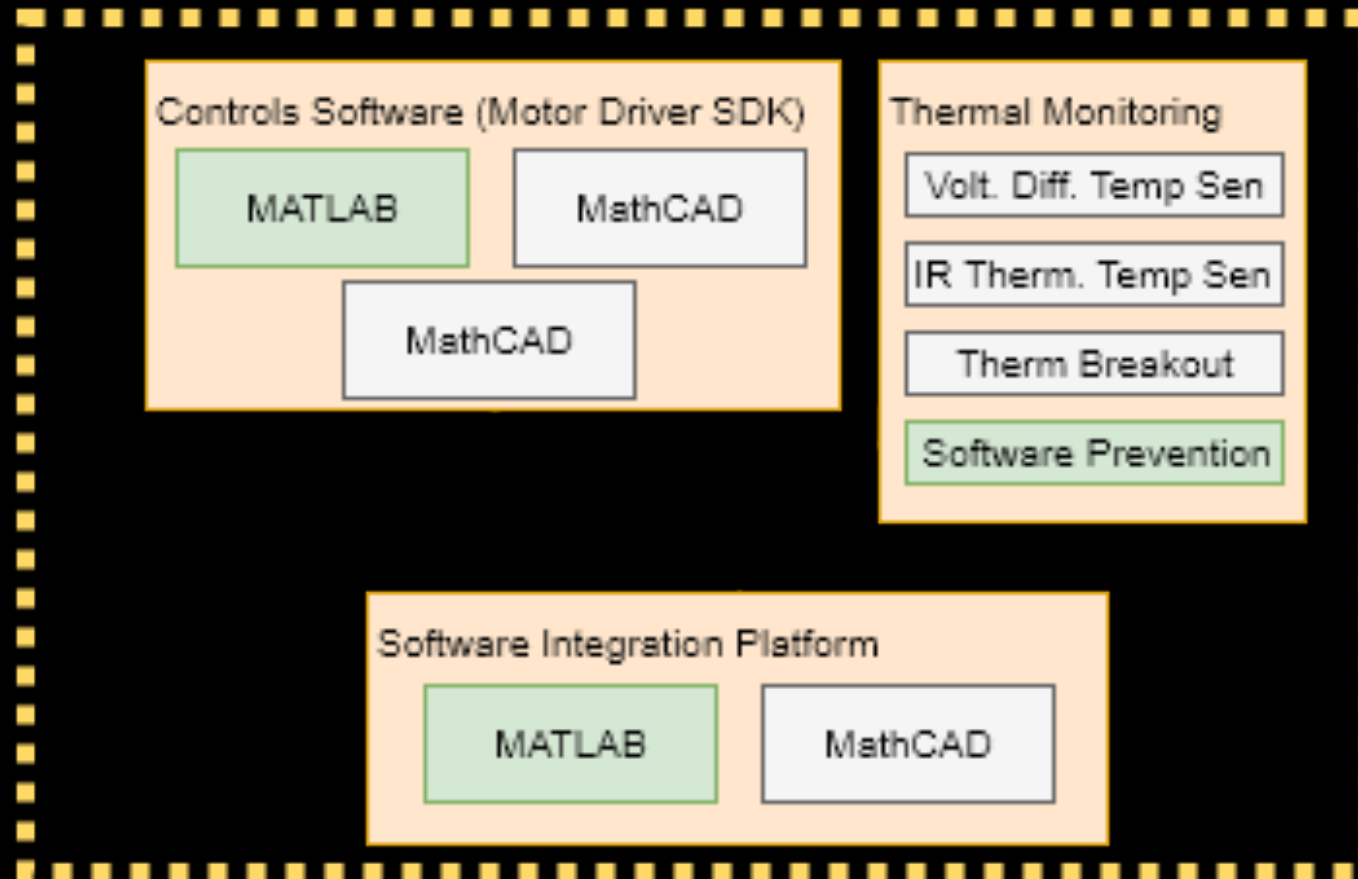 Controls Software (Motor Driver SDK)
MATLAB
MathCAD
MathCAD
Thermal Monitoring
Volt. Diff. Temp Sen
IR Therm. Temp Sen
Therm Breakout
Software Prevention
Software Integration Platform
MATLAB
MathCAD